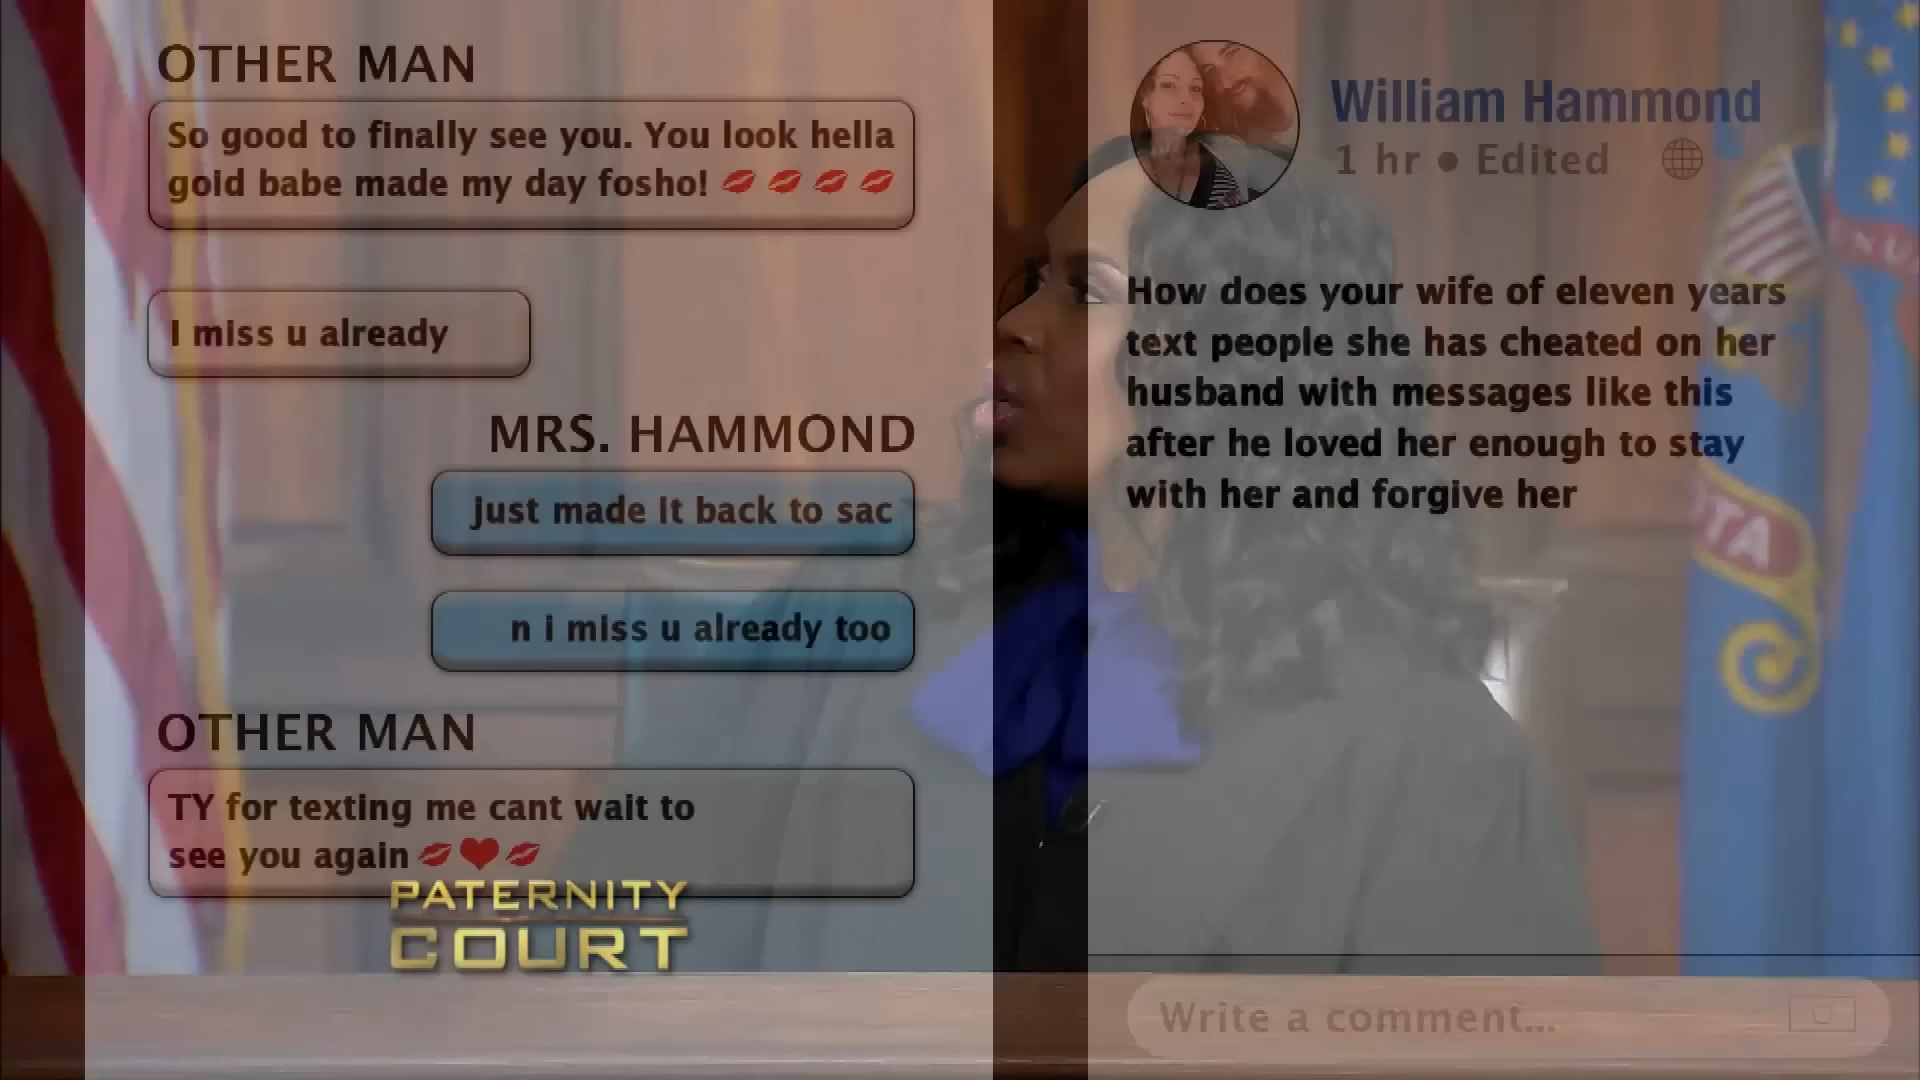 OTHER MAN
So good to finally see you. You look hella
gold babe made my day fosho!
I miss u already
MRS. HAMMOND
Just made it back to sac
n i miss u already too
OTHER MAN
TY for texting me cant wait to
see you again
PATERNITY
COURT
William Hammond
1 hr • Edited
How does your wife of eleven years
text people she has cheated on her
husband with messages like this
after he loved her enough to stay
with her and forgive her
Write a comment...